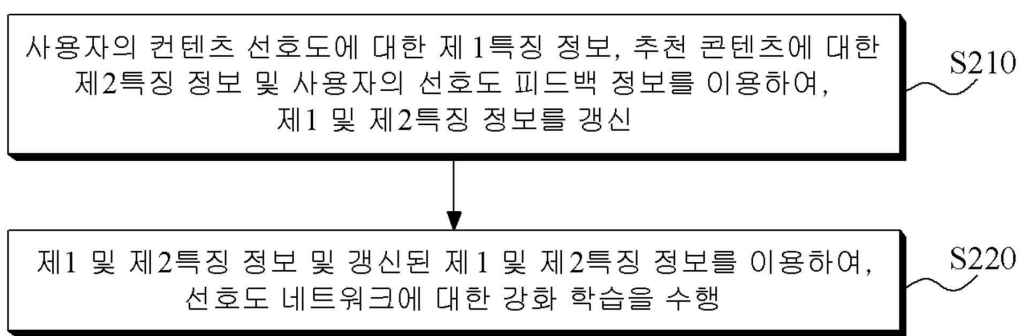 사용자의 컨텐츠 선호도에 대한 제1특징 정보, 추천 콘텐츠에 대한
제2특징 정보 및 사용자의 선호도 피드백 정보를 이용하여,
제1 및 제2특징 정보를 갱신
S210
제1 및 제2특징 정보 및 갱신된 제1 및 제2특징 정보를 이용하여,
선호도 네트워크에 대한 강화 학습을 수행
S220